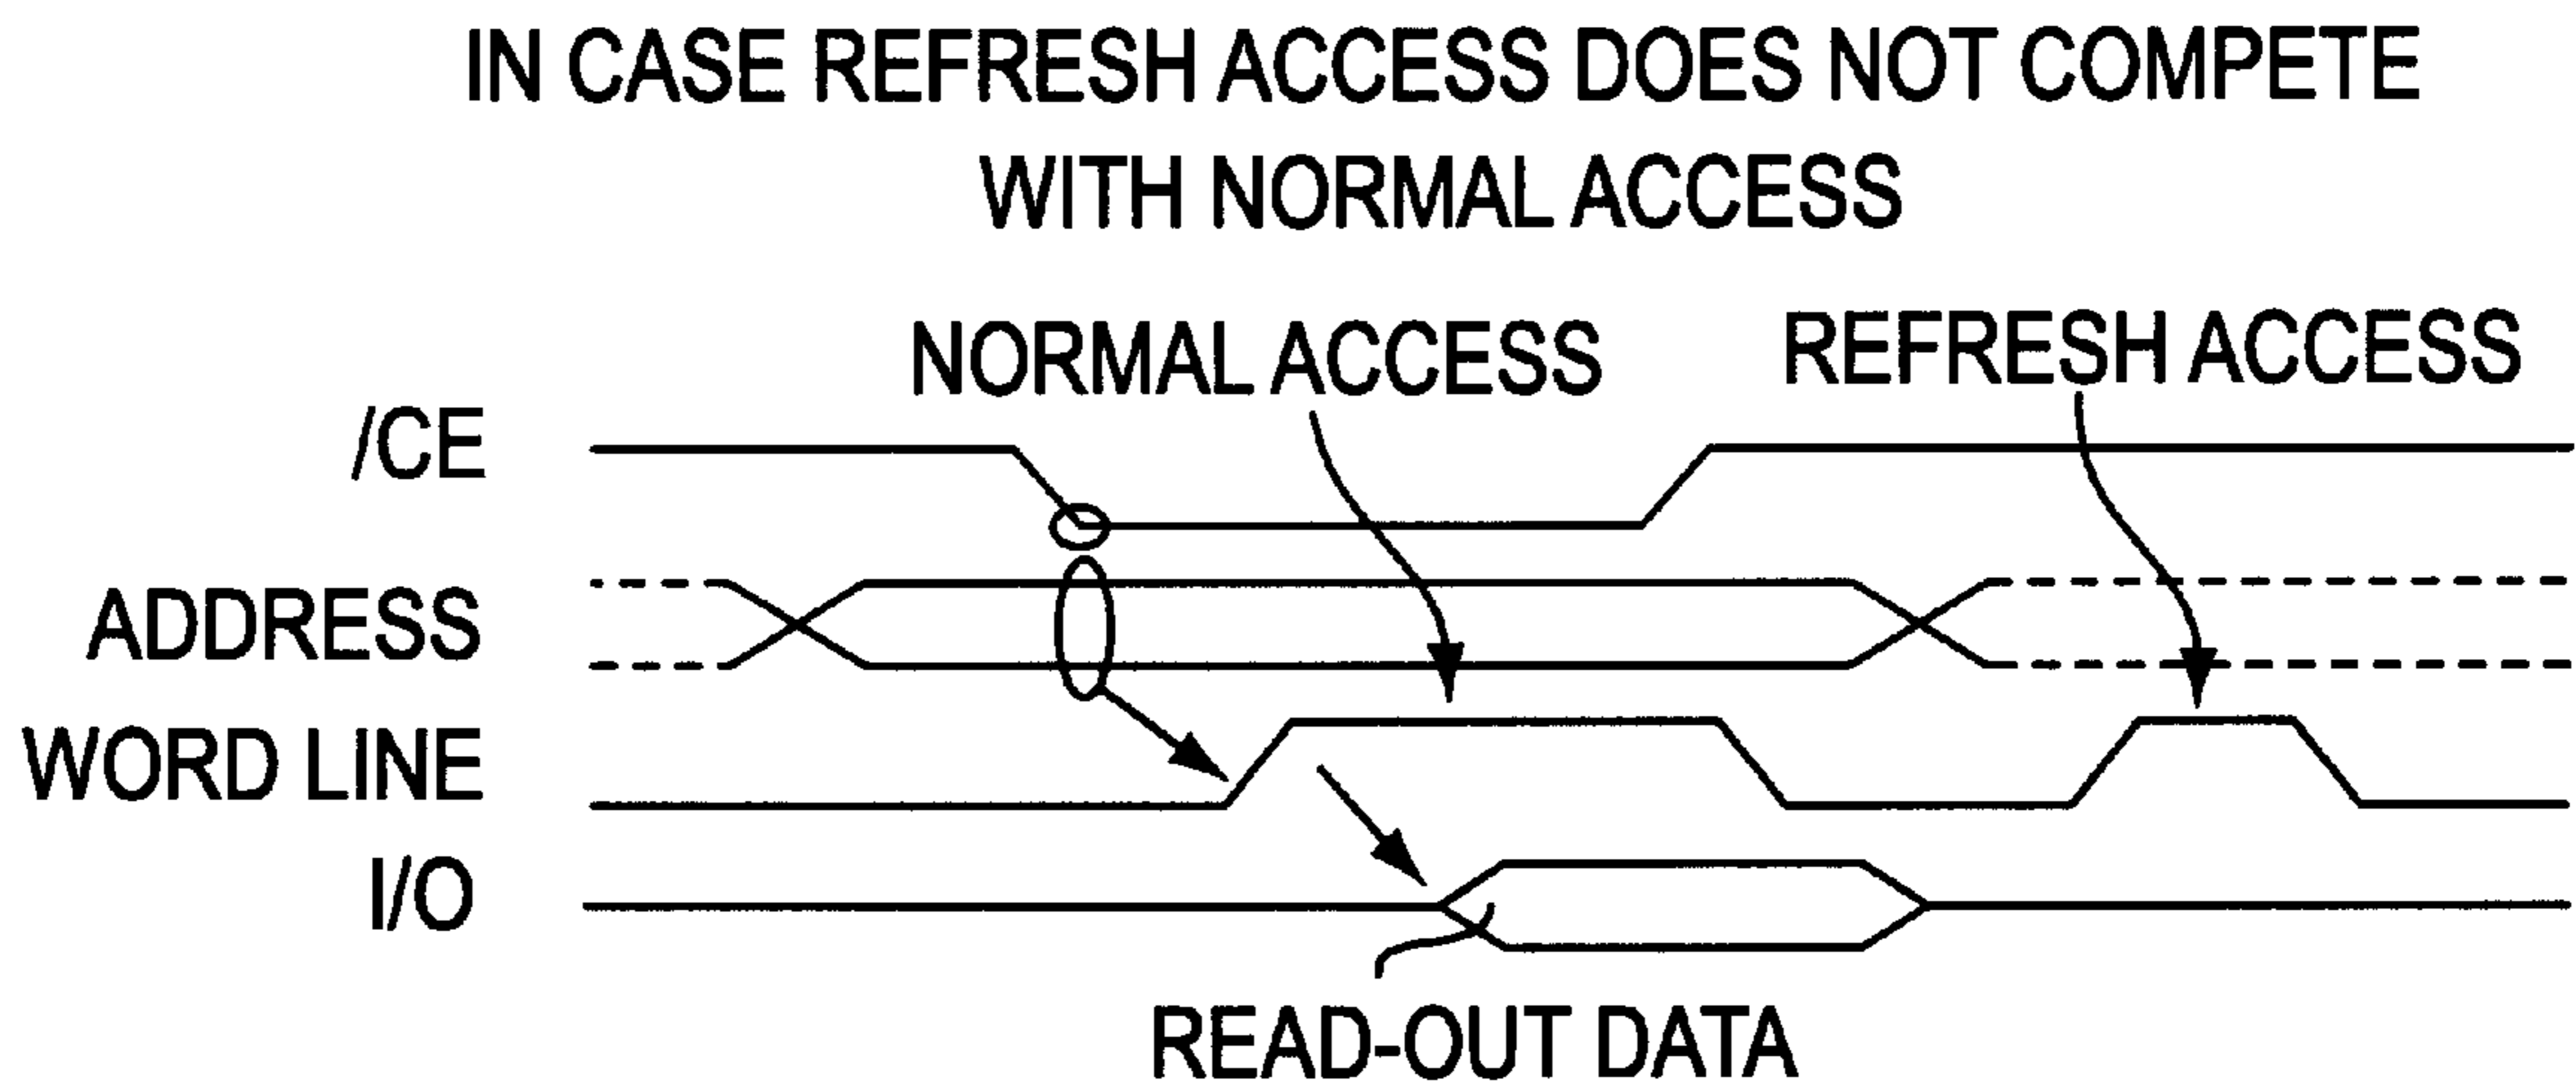 IN CASE REFRESH ACCESS DOES NOT COMPETE
WITH NORMAL ACCESS
NORMAL ACCESS
REFRESH ACCESS
/CE
ADDRESS
WORD LINE
I/O
READ-OUT DATA